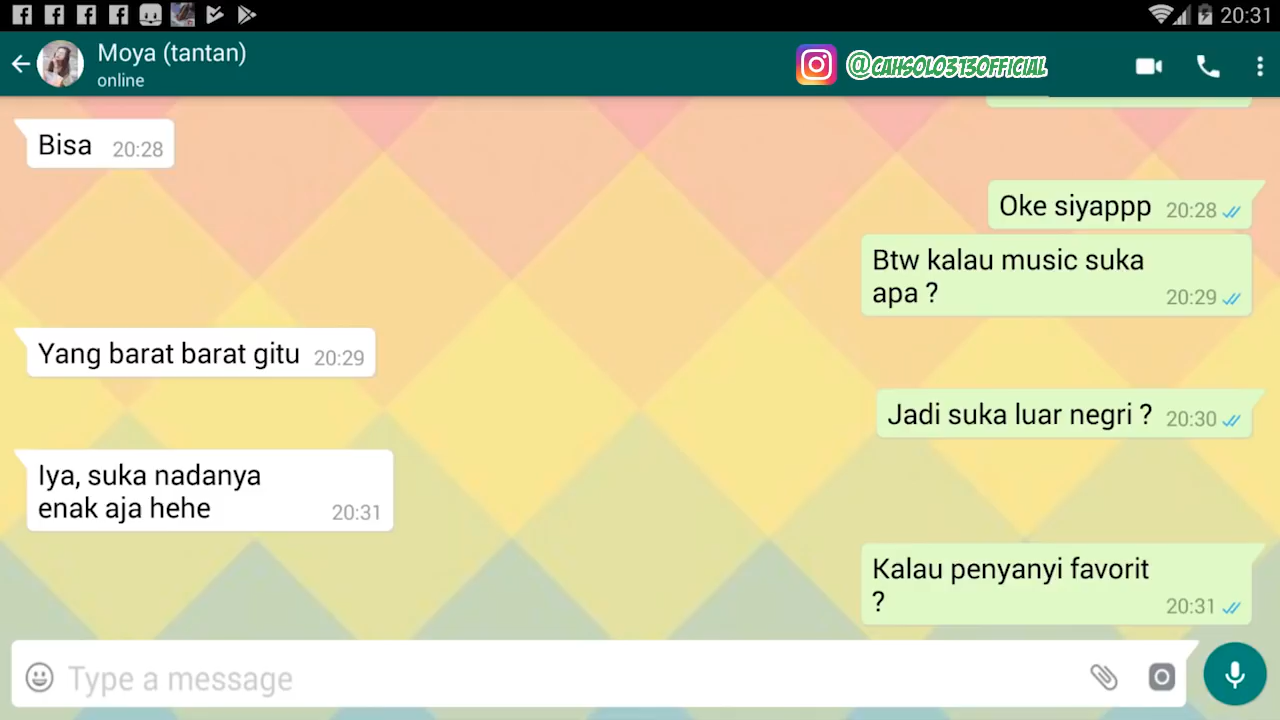 20:31
Moya (tantan)
online
@CAHSOLO313OFFICIAL
Bisa 20:28
Oke siyappp 20:28
Btw kalau music suka
apa ? 20:29
Yang barat barat gitu 20:29
Jadi suka luar negri ? 20:30
Iya, suka nadanya
enak aja hehe 20:31
Kalau penyanyi favorit
? 20:31
Type a message